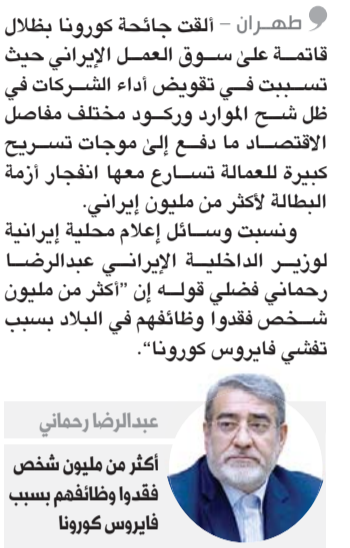 طهران – ألقت جائحة كورونا بظلال
قاتمة على سوق العمل الإيراني حيث
تسببت في تقويض أداء الشركات في
ظل شح الموارد وركود مختلف مفاصل
الاقتصاد ما دفع إلى موجات تسريح
كبيرة للعمالة تسارع معها انفجار أزمة
البطالة لأكثر من مليون إيراني.
ونسبت وسائل إعلام محلية إيرانية
لوزير الداخلية الإيراني عبدالرضا
رحماني فضلي قوله إن ”أكثر من مليون
شخص فقدوا وظائفهم في البلاد بسبب
تفشي فايروس كورونا“.
عبدالرضا رحماني
أكثر من مليون شخص
فقدوا وظائفهم بسبب
فايروس كورونا